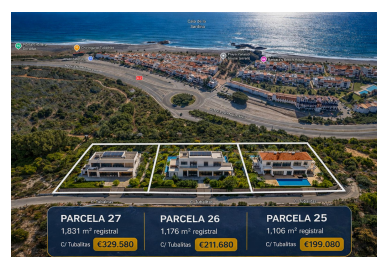 PARCELA 27
1,831 m² registral
C/ Tubalitas €329.580
PARCELA 26
1,176 m² registral
C/ Tubalitas €211.680
PARCELA 25
1,106 m² registral
C/ Tubalitas €199.080